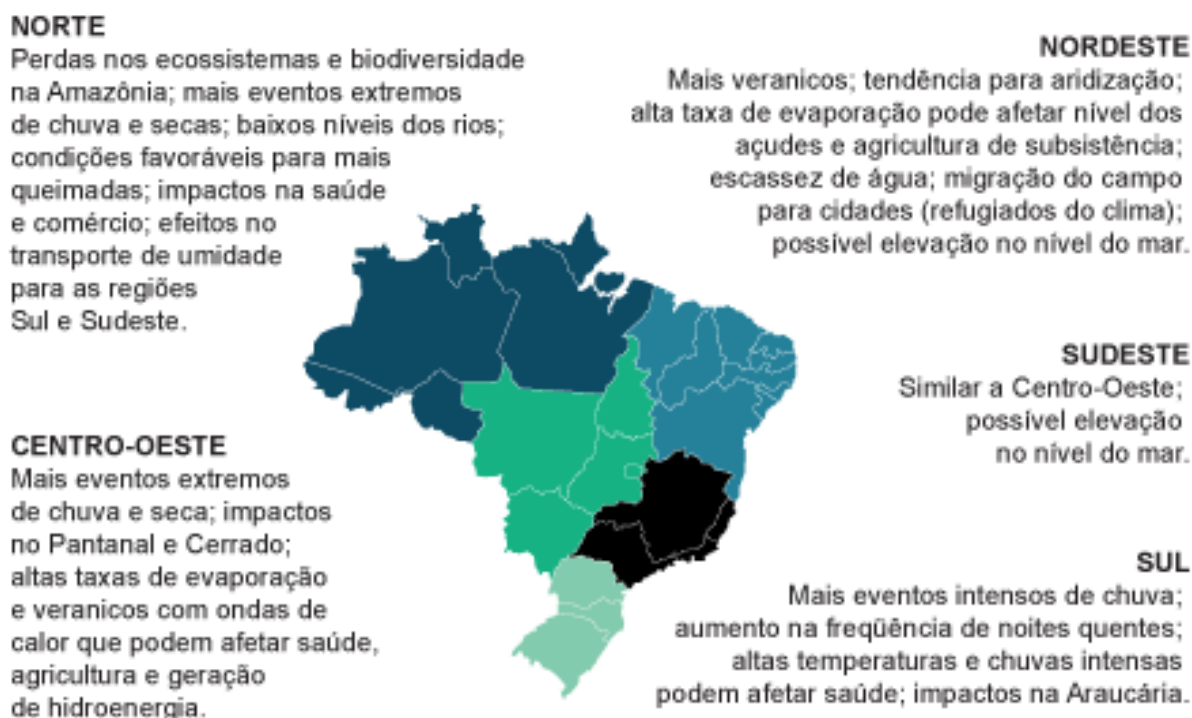 NORTE
Perdas nos ecossistemas e biodiversidade
na Amazônia; mais eventos extremos
de chuva e secas; baixos níveis dos rios;
condições favoráveis para mais
queimadas; impactos na saúde
e comércio; efeitos no
transporte de umidade
para as regiões
Sul e Sudeste.
NORDESTE
Mais veranicos; tendência para aridização;
alta taxa de evaporação pode afetar nível dos
açudes e agricultura de subsistência;
escassez de água; migração do campo
para cidades (refugiados do clima);
possível elevação no nível do mar.
SUDESTE
Similar a Centro-Oeste;
possível elevação
no nível do mar.
CENTRO-OESTE
Mais eventos extremos
de chuva e seca; impactos
no Pantanal e Cerrado;
altas taxas de evaporação
e veranicos com ondas de
calor que podem afetar saúde,
agricultura e geração
de hidroenergia.
SUL
Mais eventos intensos de chuva;
aumento na freqüência de noites quentes;
altas temperaturas e chuvas intensas
podem afetar saúde; impactos na Araucária.